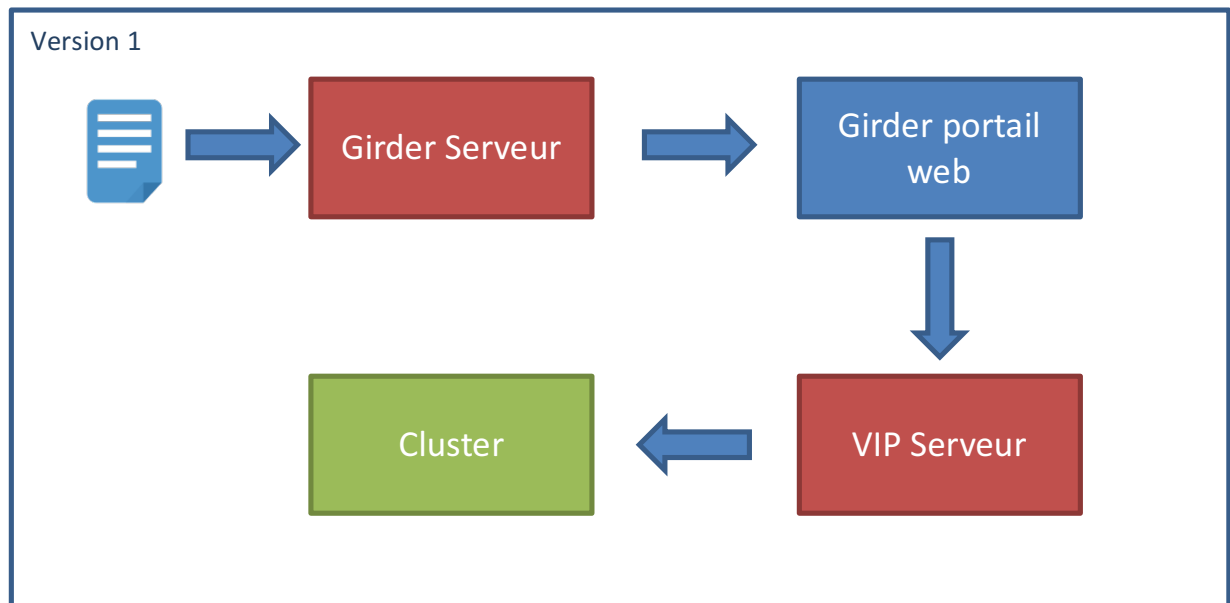 Version 1
Girder Serveur
Girder portail
web
Cluster
VIP Serveur